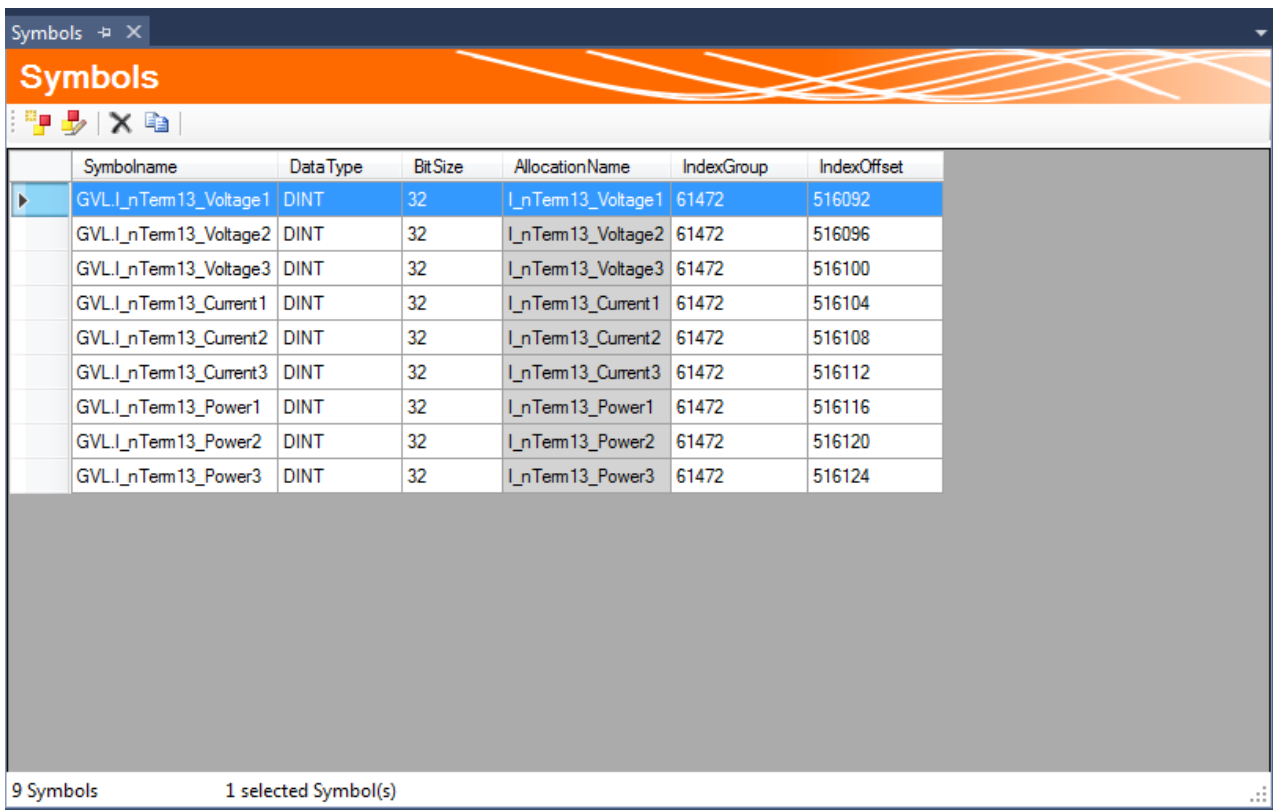 Symbols
Symbols
Symbolname DataType BitSize AllocationName IndexGroup IndexOffset
GVL.I_nTerm13_Voltage1 DINT 32 I_nTerm13_Voltage1 61472 516092
GVL.I_nTerm13_Voltage2 DINT 32 I_nTerm13_Voltage2 61472 516096
GVL.I_nTerm13_Voltage3 DINT 32 I_nTerm13_Voltage3 61472 516100
GVL.I_nTerm13_Current1 DINT 32 I_nTerm13_Current1 61472 516104
GVL.I_nTerm13_Current2 DINT 32 I_nTerm13_Current2 61472 516108
GVL.I_nTerm13_Current3 DINT 32 I_nTerm13_Current3 61472 516112
GVL.I_nTerm13_Power1 DINT 32 I_nTerm13_Power1 61472 516116
GVL.I_nTerm13_Power2 DINT 32 I_nTerm13_Power2 61472 516120
GVL.I_nTerm13_Power3 DINT 32 I_nTerm13_Power3 61472 516124
9 Symbols 1 selected Symbol(s)